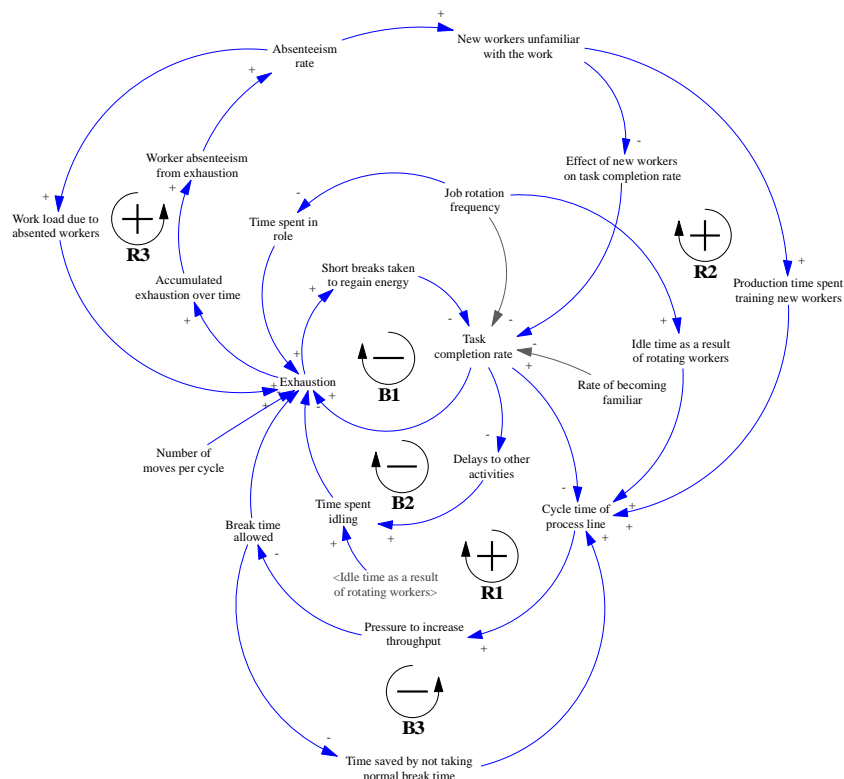 Absenteeism
rate
New workers unfamiliar
with the work
Worker absenteeism
from exhaustion
Effect of new workers
on task completion rate
Job rotation
frequency
Work load due to
absented workers
Time spent in
role
R3
R2
Accumulated
exhaustion over time
Short breaks taken
to regain energy
Production time spent
training new workers
Task
completion rate
Idle time as a result
of rotating workers
Exhaustion
B1
Rate of becoming
familiar
Number of
moves per cycle
B2
Delays to other
activities
Time spent
idling
Cycle time of
process line
Break time
allowed
<Idle time as a result
of rotating workers>
R1
Pressure to increase
throughput
B3
Time saved by not taking
normal break time